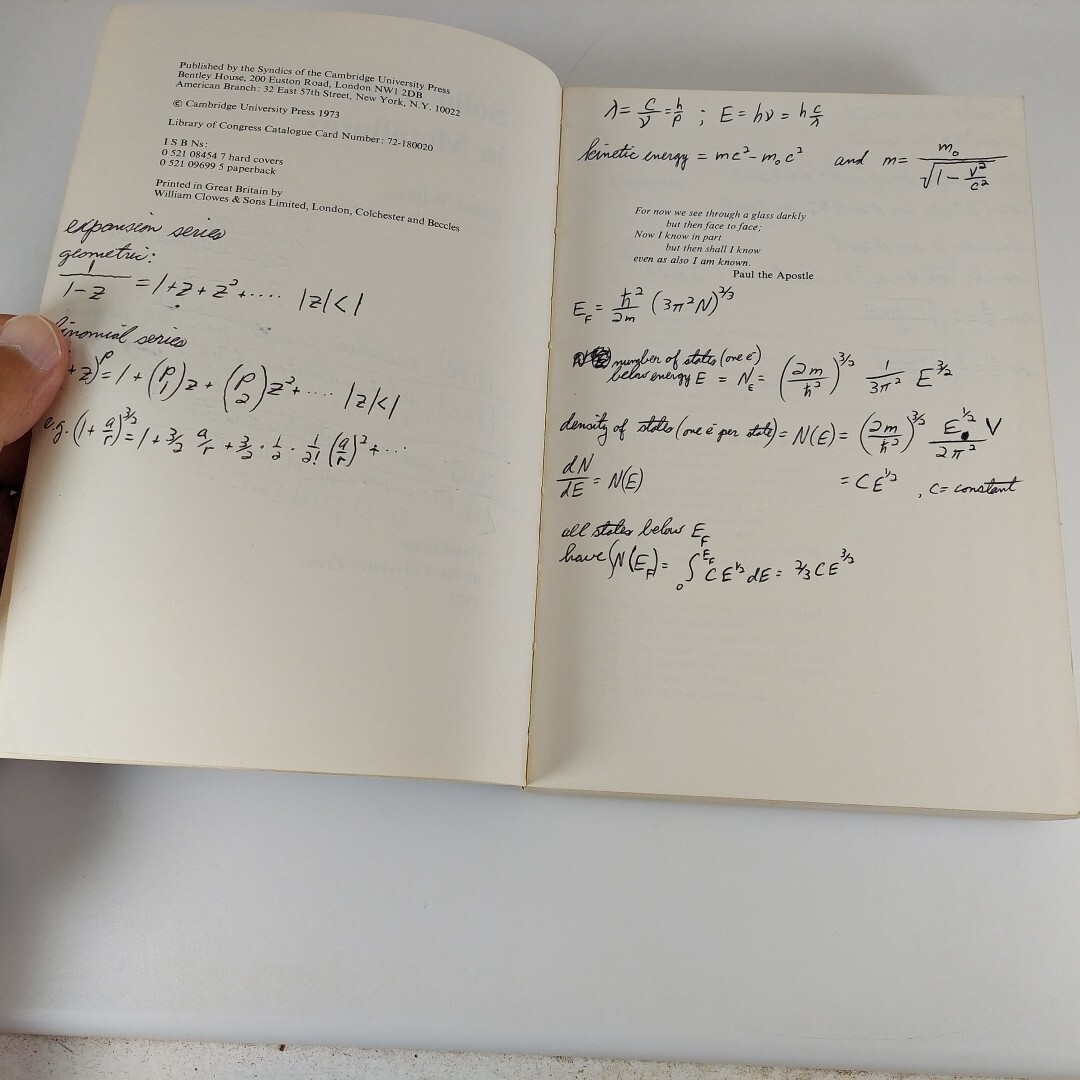 Published by the Syndics of the Cambridge University Press
Bentley House, 200 Euston Road, London NW1 2DB
American Branch: 32 East 57th Street, New York, N.Y. 10022
© Cambridge University Press 1973
Library of Congress Catalogue Card Number: 72-180020
ISBNs:
0 521 08454 7 hard covers
0 521 09699 5 paperback
Printed in Great Britain by
William Clowes & Sons Limited, London, Colchester and Beccles
expansion series
geometric:
1/(1-z) = 1+z+z²+.... |z|<1
inomial series
+z)^p = 1+(p 1)z+(p 2)z²+.... |z|<1
e.g. (1+a/r)^3/2 = 1+3/2 a/r +3/2·1/2·1/2! (a/r)²+...
λ = c/ν = h/p ; E = hν = h c/λ
kinetic energy = mc²-m₀c² and m = m₀/√(1-v²/c²)
For now we see through a glass darkly
but then face to face;
Now I know in part
but then shall I know
even as also I am known.
Paul the Apostle
E_F = ħ²/2m (3π²N)^2/3
number of states (one e⁻)
below energy E = N_E = (2m/ħ²)^3/2 1/3π² E^3/2
density of states (one e⁻ per state) = N(E) = (2m/ħ²)^3/2 E^1/2/2π² V
dN/dE = N(E) = CE^1/2, C = constant
all states below E_F
have (N(E_F) = ∫₀^E_F CE^1/2 dE = 2/3 CE^3/2